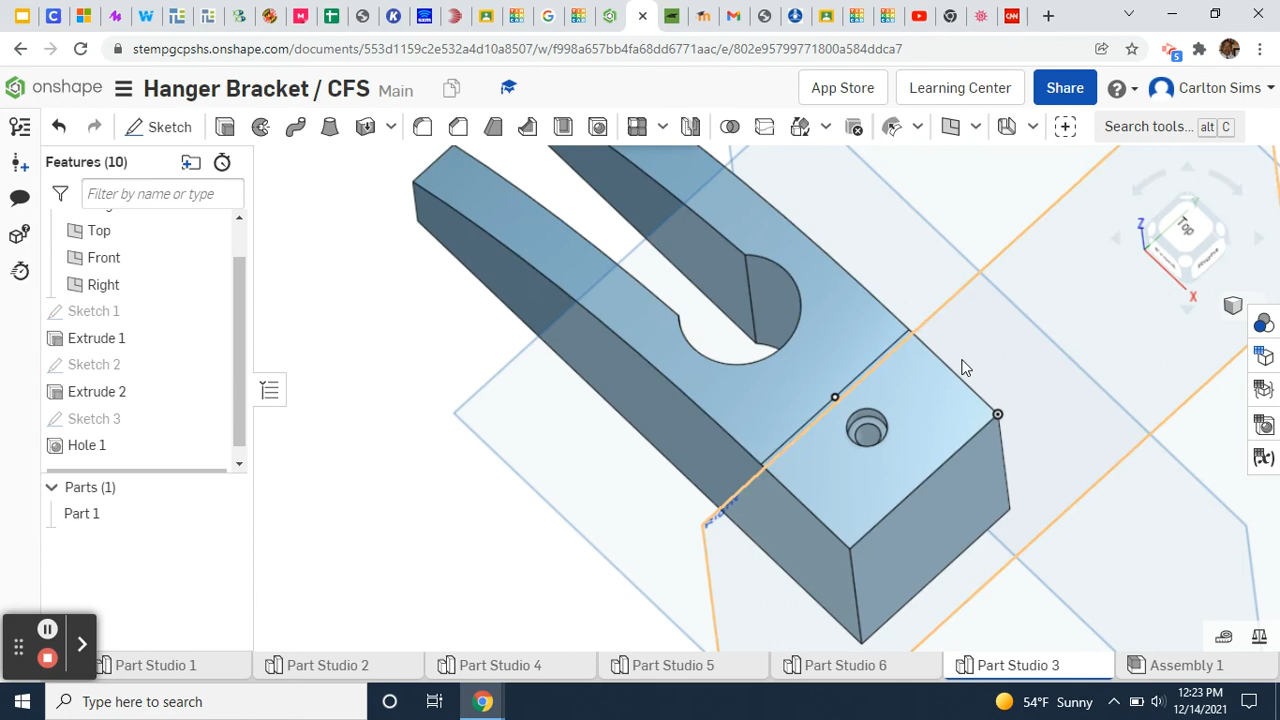 stempgcpshs.onshape.com/documents/553d1159c2e532a4d10a8507/w/f998a657bb4fa68dd6771aac/e/802e95799771800a584ddca7
5
onshape
Hanger Bracket / CFS
Main
App Store
Learning Center
Share
Carlton Sims
Sketch
Search tools...
alt
C
Features (10)
Filter by name or type
Top
Front
Right
Sketch 1
Extrude 1
Sketch 2
Extrude 2
Sketch 3
Hole 1
Parts (1)
Part 1
Right
Top
Z
X
Part Studio 1
Part Studio 2
Part Studio 4
Part Studio 5
Part Studio 6
Part Studio 3
Assembly 1
Type here to search
54°F Sunny
12:23 PM
12/14/2021